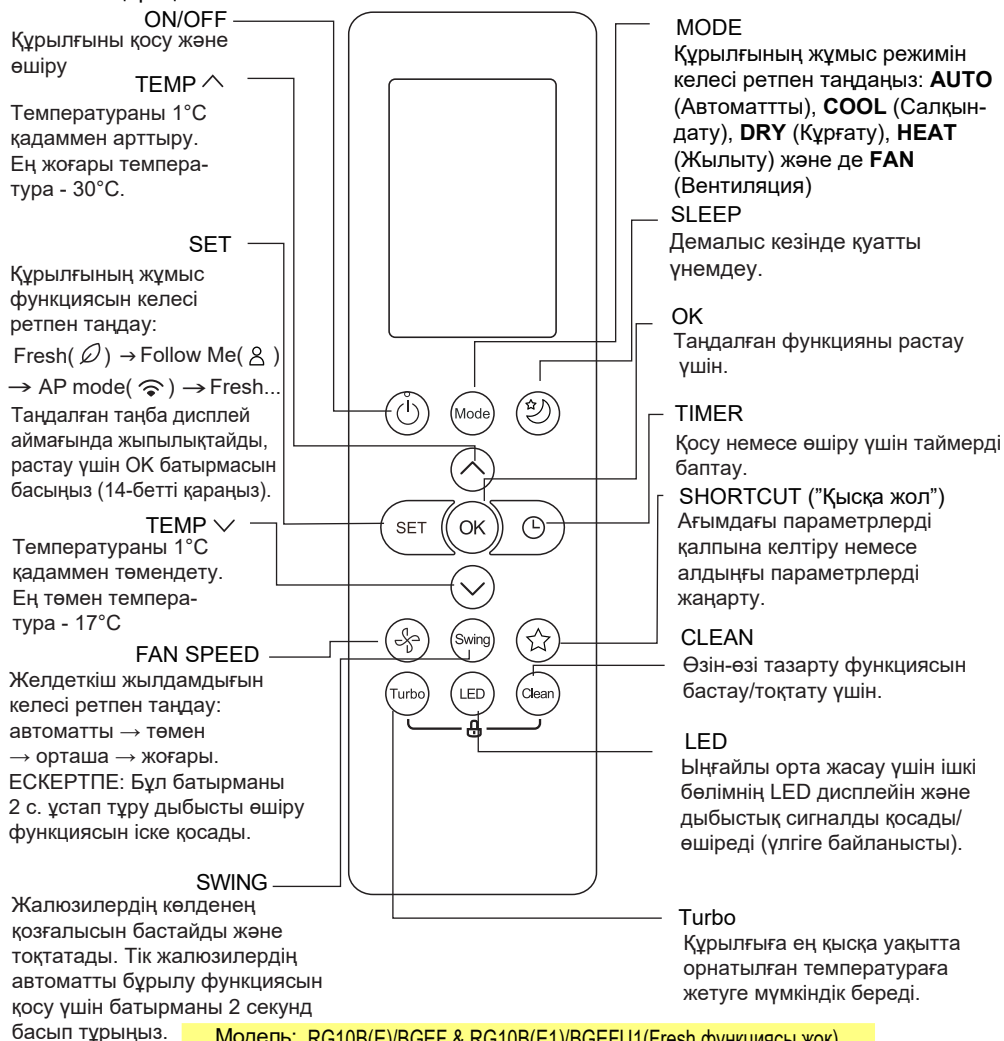 ON/OFF
Құрылғыны қосу және
өшіру
TEMP
Температураны 1°C
қадаммен арттыру.
Ең жоғары темпера-
тура - 30°C.
SET
Құрылғының жұмыс
функциясын келесі
ретпен таңдау:
Fresh( ) → Follow Me( )
→ AP mode( ) → Fresh...
Таңдалған таңба дисплей
аймағында жыпылықтайды,
растау үшін OK батырмасын
басыңыз (14-бетті қараңыз).
TEMP
Температураны 1°C
қадаммен төмендету.
Ең төмен темпера-
тура - 17°C
FAN SPEED
Желдеткіш жылдамдығын
келесі ретпен таңдау:
автоматты → төмен
→ орташа → жоғары.
ЕСКЕРТПЕ: Бұл батырманы
2 с. ұстап тұру дыбысты өшіру
функциясын іске қосады.
SWING
Жалюзилердің көлденең
қозғалысын бастайды және
тоқтатады. Тік жалюзилердің
автоматты бұрылу функциясын
қосу үшін батырманы 2 секунд
басып тұрыңыз.
Mode
SET
OK
Swing
Turbo
LED
Clean
MODE
Құрылғының жұмыс режимін
келесі ретпен таңдаңыз: AUTO
(Автоматтты), COOL (Салқын-
дату), DRY (Құрғату), HEAT
(Жылыту) және де FAN
(Вентиляция)
SLEEP
Демалыс кезінде қуатты
үнемдеу.
OK
Таңдалған функцияны растау
үшін.
TIMER
Қосу немесе өшіру үшін таймерді
баптау.
SHORTCUT ("Қысқа жол")
Ағымдағы параметрлерді
қалпына келтіру немесе
алдыңғы параметрлерді
жаңарту.
CLEAN
Өзін-өзі тазарту функциясын
бастау/тоқтату үшін.
LED
Ыңғайлы орта жасау үшін ішкі
бөлімнің LED дисплейін және
дыбыстық сигналды қосады/
өшіреді (үлгіге байланысты).
Turbo
Құрылғыға ең қысқа уақытта
орнатылған температураға
жетуге мүмкіндік береді.
Модель: RG10B(E)/BGEF & RG10B(E1)/BGEFU1(Fresh функциясы жоқ)